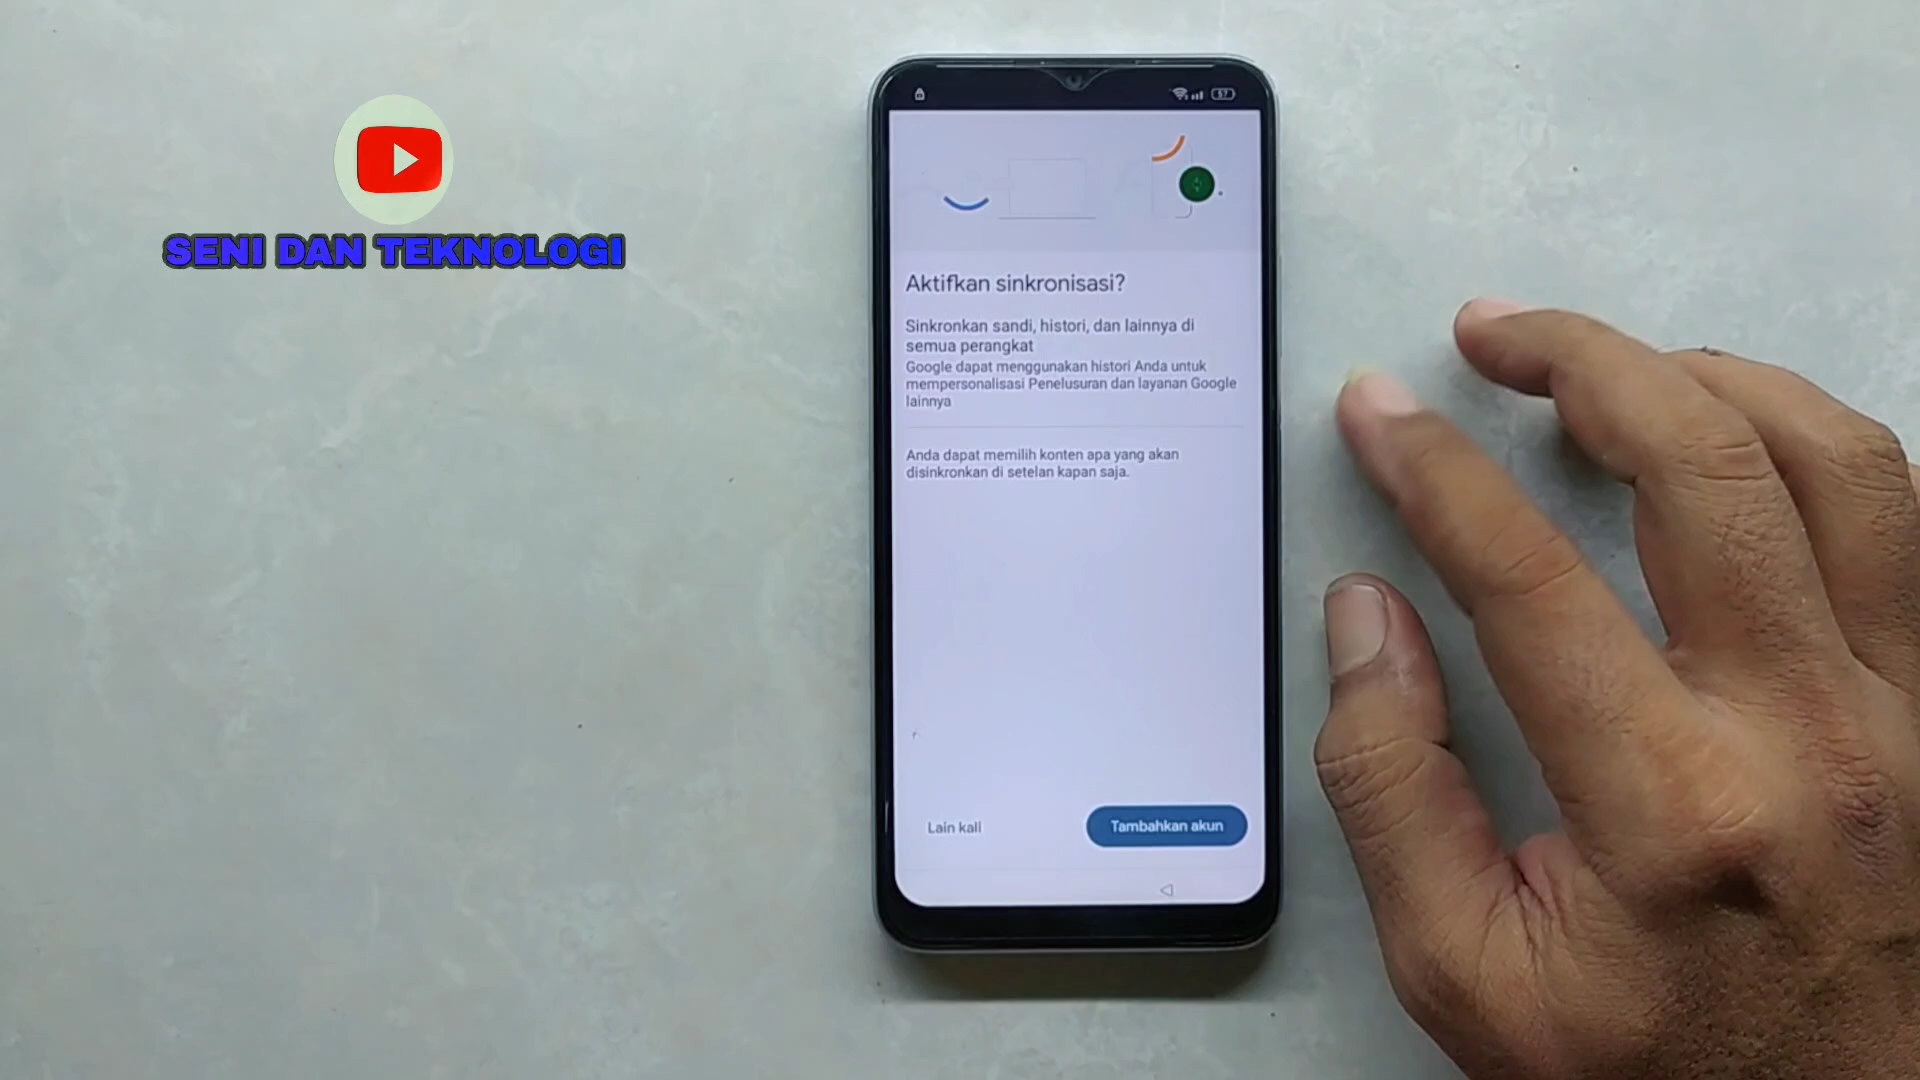 SENI DAN TEKNOLOGI
57
Aktifkan sinkronisasi?
Sinkronkan sandi, histori, dan lainnya di
semua perangkat
Google dapat menggunakan histori Anda untuk
mempersonalisasi Penelusuran dan layanan Google
lainnya
Anda dapat memilih konten apa yang akan
disinkronkan di setelan kapan saja.
Lain kali
Tambahkan akun